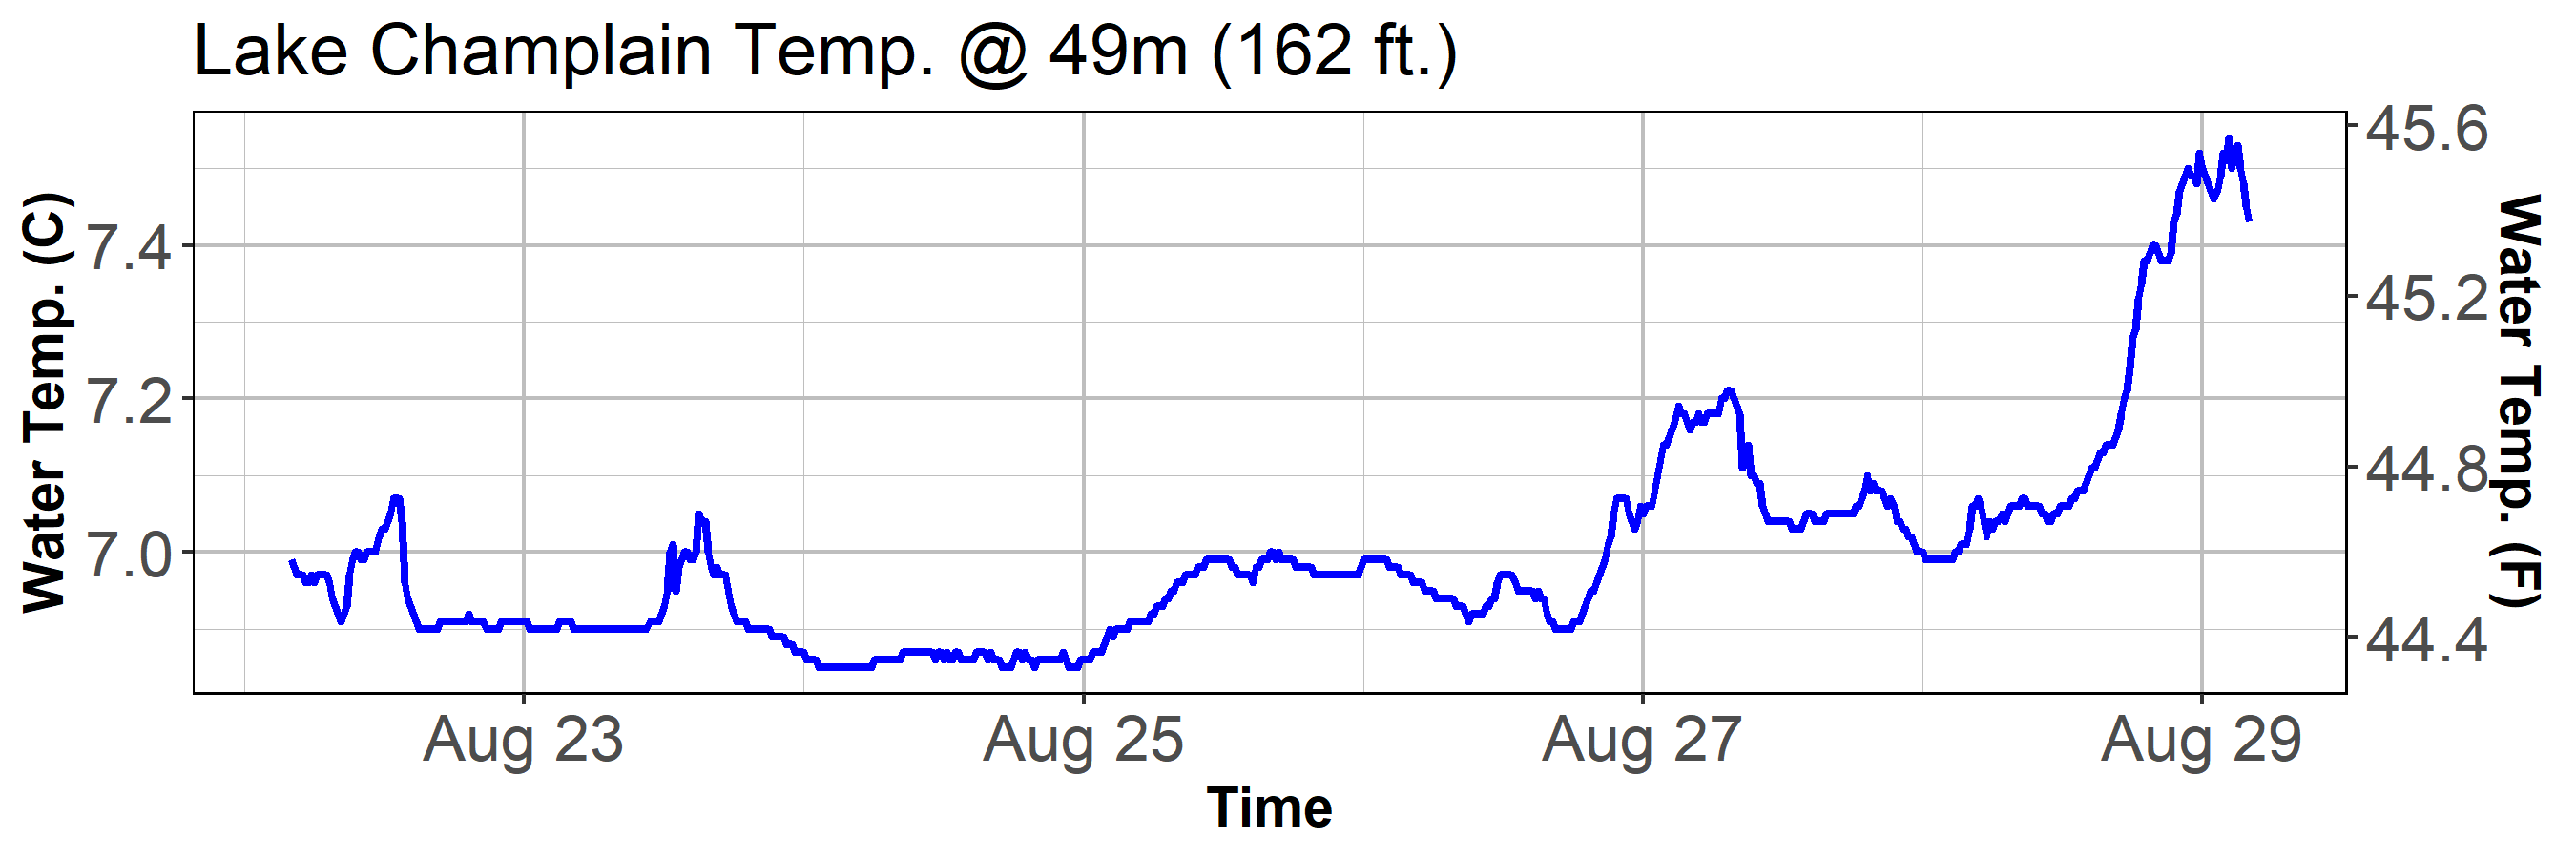 Lake Champlain Temp. @ 49m (162 ft.)
Water Temp. (C)
7.4
7.2
7.0
45.6
45.2
44.8
44.4
Water Temp. (F)
Aug 23
Aug 25
Aug 27
Aug 29
Time